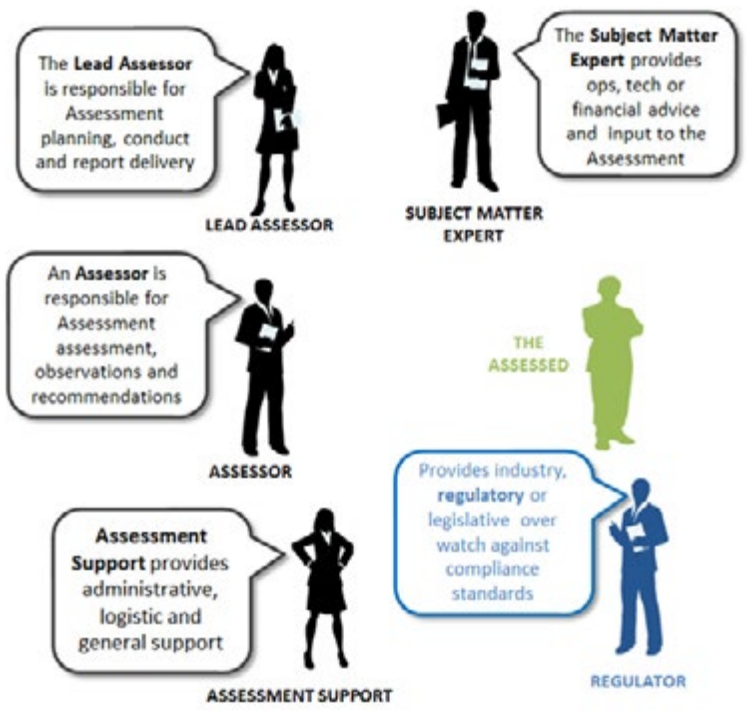 The Lead Assessor
is responsible for
Assessment
planning, conduct
and report delivery
LEAD ASSESSOR
The Subject Matter
Expert provides
ops, tech or
financial advice
and input to the
Assessment
SUBJECT MATTER
EXPERT
An Assessor is
responsible for
Assessment
assessment,
observations and
recommendations
ASSESSOR
THE
ASSESSED
Assessment
Support provides
administrative,
logistic and
general support
ASSESSMENT SUPPORT
Provides industry,
regulatory or
legislative over
watch against
compliance
standards
REGULATOR